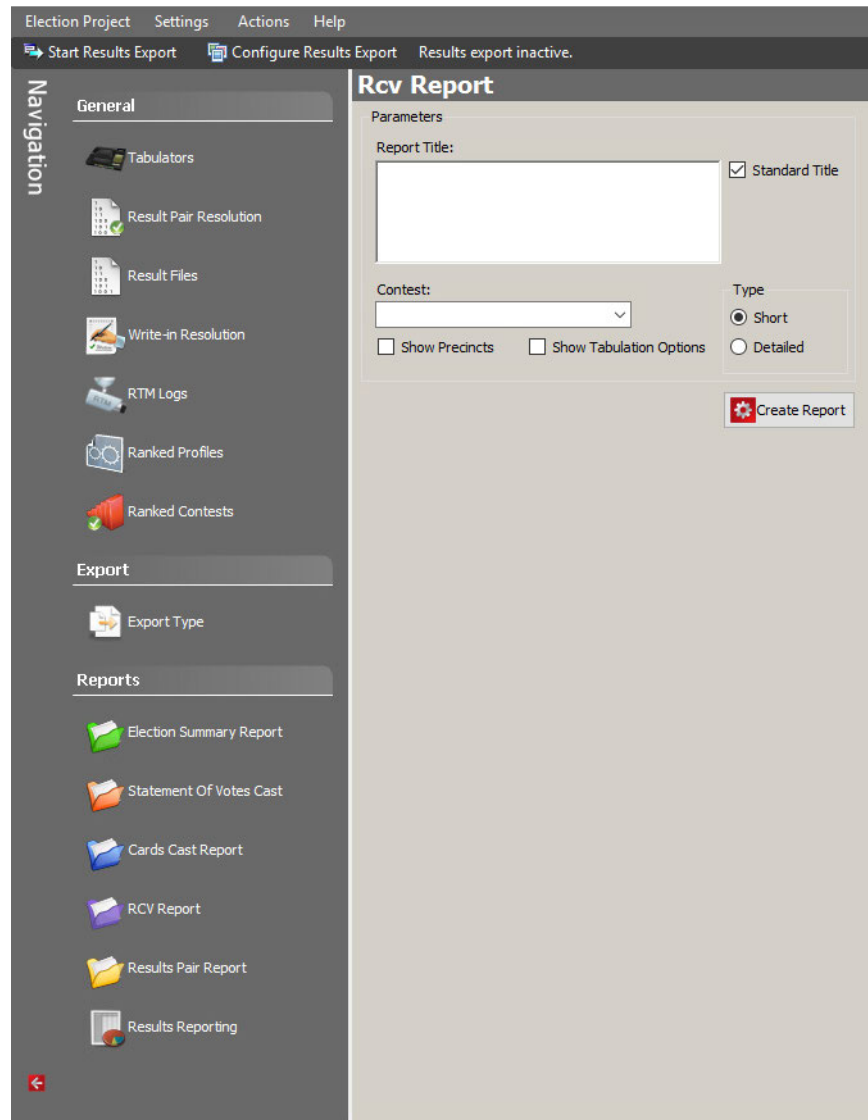 Election Project Settings Actions Help
Start Results Export Configure Results Export Results export inactive.
Navigation
General
Tabulators
Result Pair Resolution
Result Files
Write-in Resolution
RTM Logs
Ranked Profiles
Ranked Contests
Export
Export Type
Reports
Election Summary Report
Statement Of Votes Cast
Cards Cast Report
RCV Report
Results Pair Report
Results Reporting
Rcv Report
Parameters
Report Title:
Standard Title
Contest:
Type
Short
Show Precincts Show Tabulation Options Detailed
Create Report